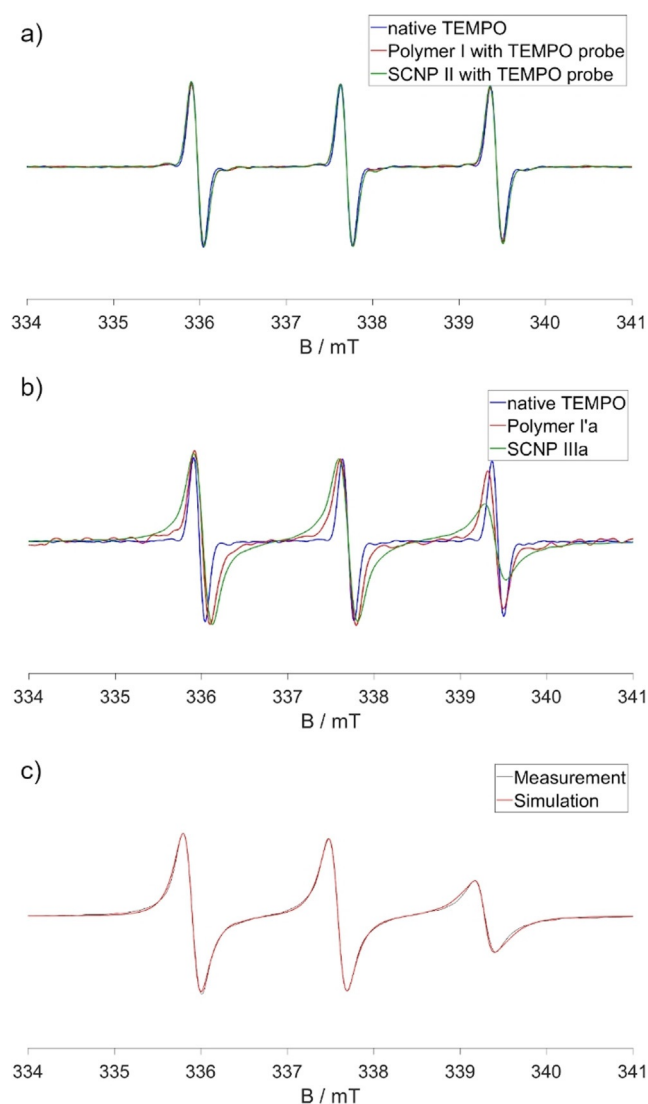 a)
native TEMPO
Polymer I with TEMPO probe
SCNP II with TEMPO probe
334 335 336 337 338 339 340 341
B / mT
b)
native TEMPO
Polymer I'a
SCNP IIIa
334 335 336 337 338 339 340 341
B / mT
c)
Measurement
Simulation
334 335 336 337 338 339 340 341
B / mT